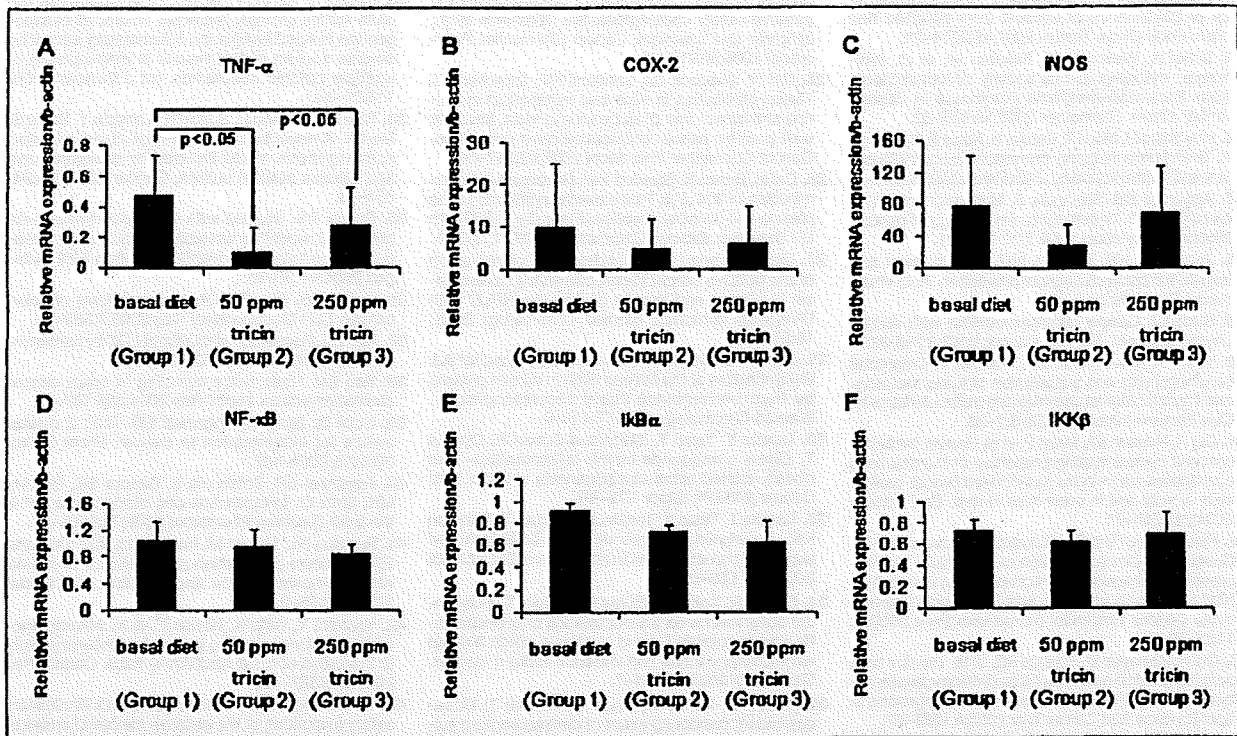 A
TNF-α
p<0.05
p<0.05
Relative mRNA expression/b-actin
0.8
0.6
0.4
0.2
0
basal diet 50 ppm 250 ppm
tricin tricin
(Group 1) (Group 2) (Group 3)
B
COX-2
Relative mRNA expression/b-actin
30
20
10
0
basal diet 50 ppm 250 ppm
tricin tricin
(Group 1) (Group 2) (Group 3)
C
iNOS
Relative mRNA expression/b-actin
160
120
80
40
0
basal diet 50 ppm 250 ppm
tricin tricin
(Group 1) (Group 2) (Group 3)
D
NF-κB
Relative mRNA expression/b-actin
1.6
1.2
0.8
0.4
0
basal diet 50 ppm 250 ppm
tricin tricin
(Group 1) (Group 2) (Group 3)
E
IkBα
Relative mRNA expression/b-actin
1.2
1
0.8
0.6
0.4
0.2
0
basal diet 50 ppm 250 ppm
tricin tricin
(Group 1) (Group 2) (Group 3)
F
IKKβ
Relative mRNA expression/b-actin
1
0.8
0.6
0.4
0.2
0
basal diet 50 ppm 250 ppm
tricin tricin
(Group 1) (Group 2) (Group 3)